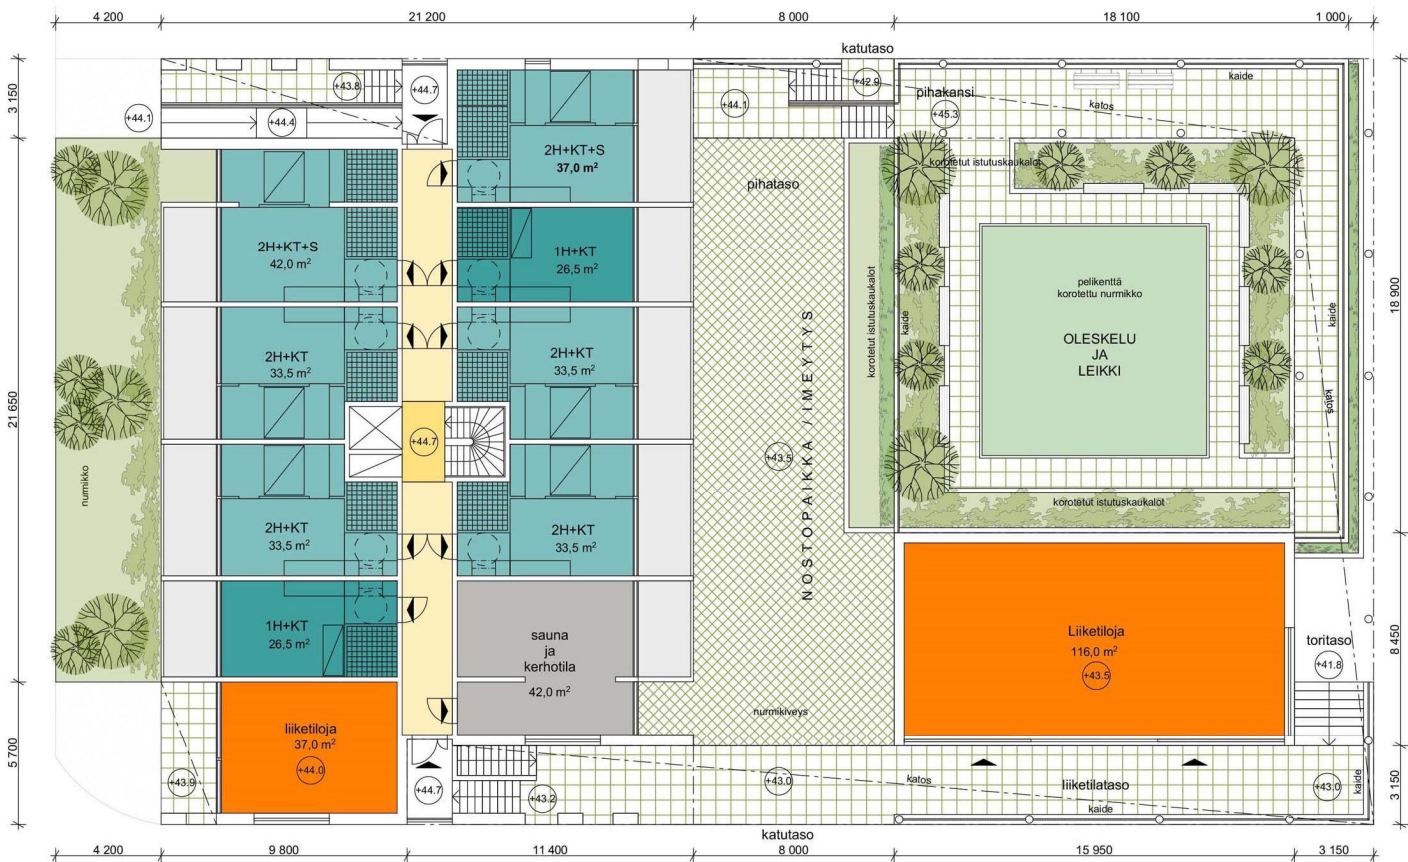 4 200
21 200
8 000
18 100
1 000
katutaso
3 150
+43.8
+44.7
+42.9
kaide
pihakansi
katos
+44.1
+44.4
+44.1
+45.3
2H+KT+S
37,0 m²
korotetut istutuskaukalot
pihataso
2H+KT+S
42,0 m²
1H+KT
26,5 m²
korotetut istutuskaukalot
kaide
pelikenttä
korotettu nurmikko
kaide
18 900
NOSTOPAIKKA / IMEYTYS
OLESKELU
JA
LEIKKI
2H+KT
33,5 m²
2H+KT
33,5 m²
katos
21 650
+44.7
+43.5
nurmikko
korotetut istutuskaukalot
2H+KT
33,5 m²
2H+KT
33,5 m²
1H+KT
26,5 m²
sauna
ja
kerhotila
42,0 m²
Liiketiloja
116,0 m²
+43.5
toritaso
+41.8
8 450
nurmikiveys
liiketiloja
37,0 m²
+44.0
5 700
+43.9
+44.7
+43.2
+43.0
katos
liiketilataso
+43.0
kaide
kaide
3 150
katutaso
4 200
9 800
11 400
8 000
15 950
3 150